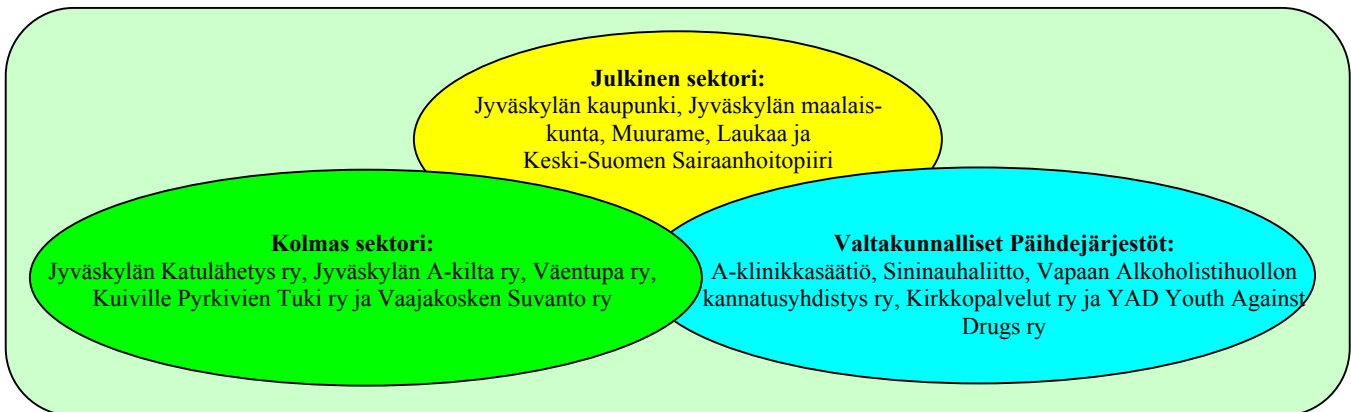 Julkinen sektori:
Jyväskylän kaupunki, Jyväskylän maalais-
kunta, Muurame, Laukaa ja
Keski-Suomen Sairaanhoitopiiri
Kolmas sektori:
Jyväskylän Katulähetys ry, Jyväskylän A-kilta ry, Väentupa ry,
Kuiville Pyrkivien Tuki ry ja Vaajakosken Suvanto ry
Valtakunnalliset Päihdejärjestöt:
A-klinikkasäätiö, Sininauhaliitto, Vapaan Alkoholistihuollon
kannatusyhdistys ry, Kirkkopalvelut ry ja YAD Youth Against
Drugs ry